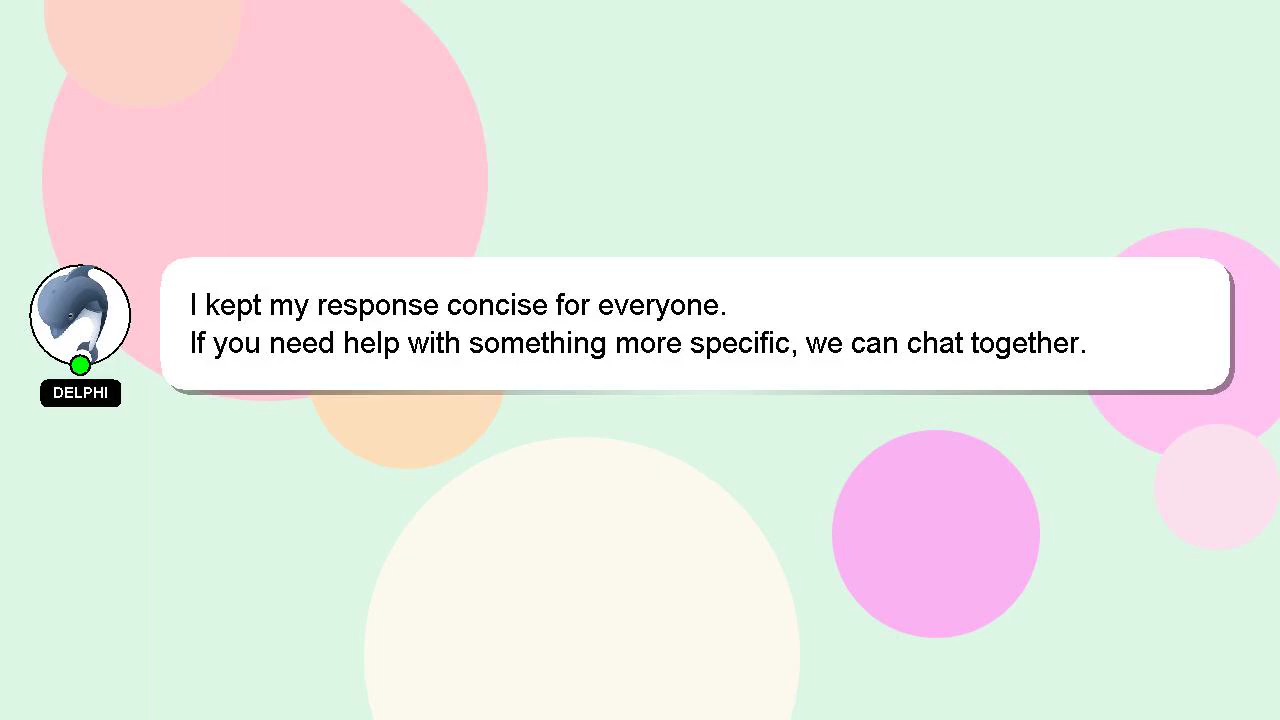 I kept my response concise for everyone.
If you need help with something more specific, we can chat together.
DELPHI